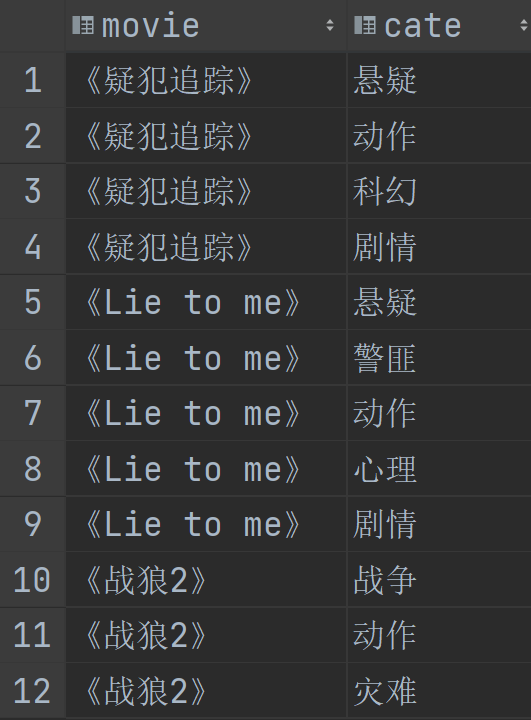 movie cate
1 《疑犯追踪》 悬疑
2 《疑犯追踪》 动作
3 《疑犯追踪》 科幻
4 《疑犯追踪》 剧情
5 《Lie to me》 悬疑
6 《Lie to me》 警匪
7 《Lie to me》 动作
8 《Lie to me》 心理
9 《Lie to me》 剧情
10 《战狼2》 战争
11 《战狼2》 动作
12 《战狼2》 灾难